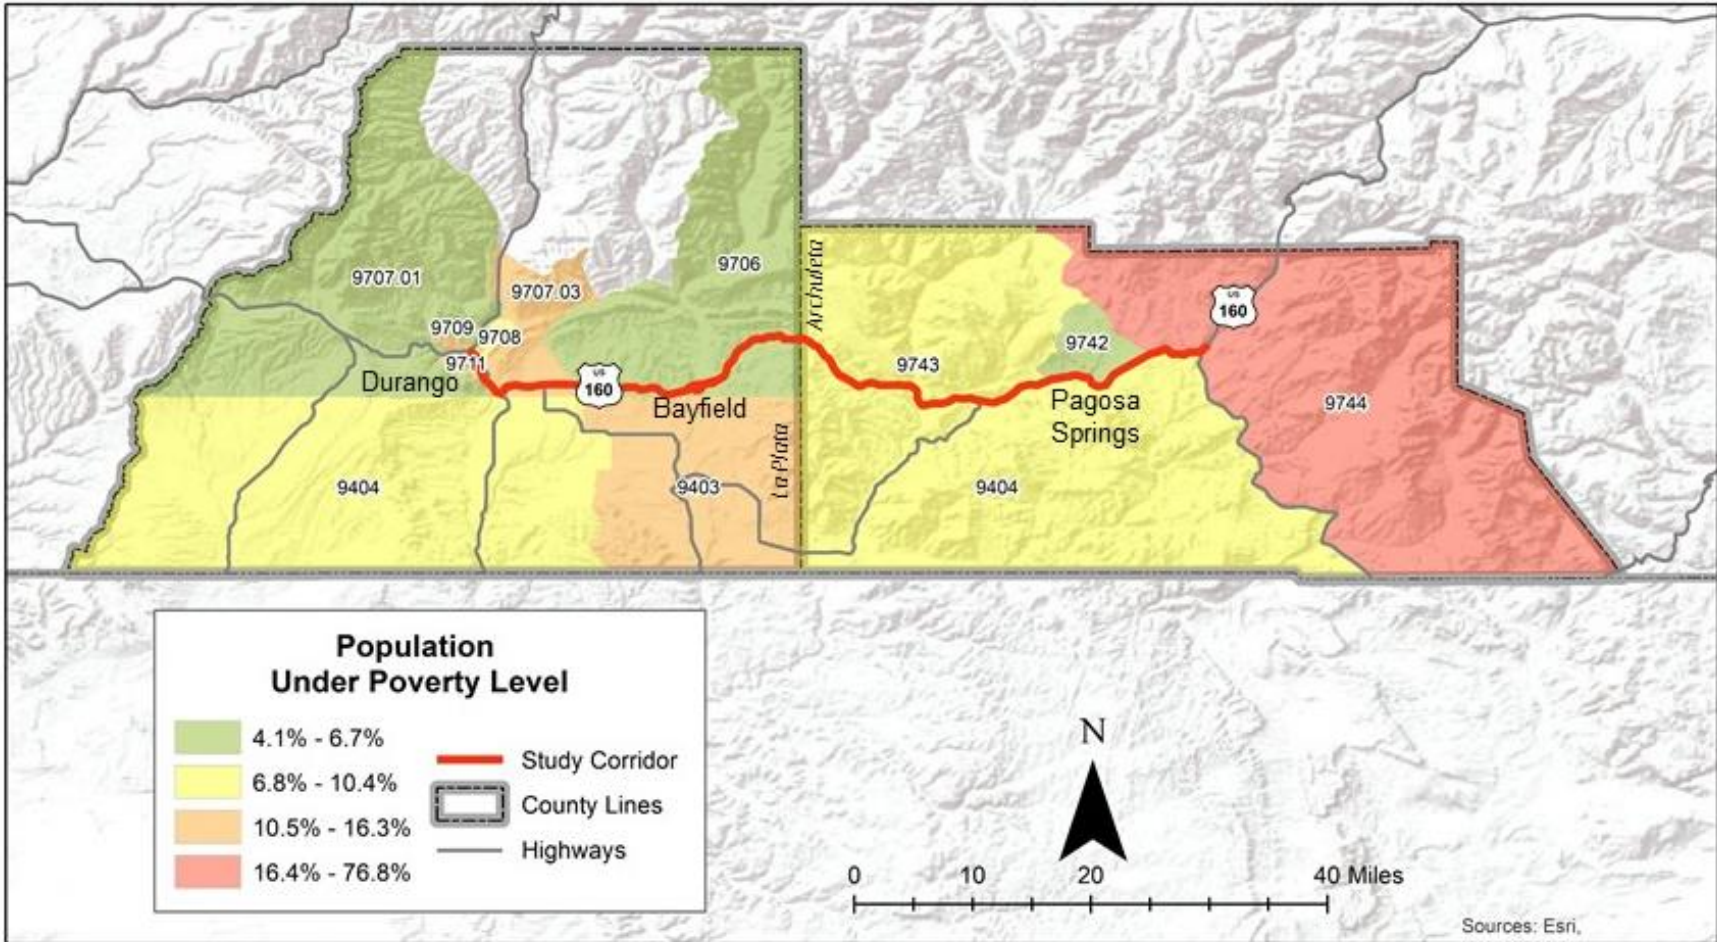 9707.01
9706
9707.03
9709
9708
9711
Durango
US
160
Bayfield
La Plata
Archuleta
9743
9742
US
160
Pagosa
Springs
9744
9404
9403
9404
Population
Under Poverty Level
4.1% - 6.7%
6.8% - 10.4%
10.5% - 16.3%
16.4% - 76.8%
Study Corridor
County Lines
Highways
N
0 10 20 40 Miles
Sources: Esri,